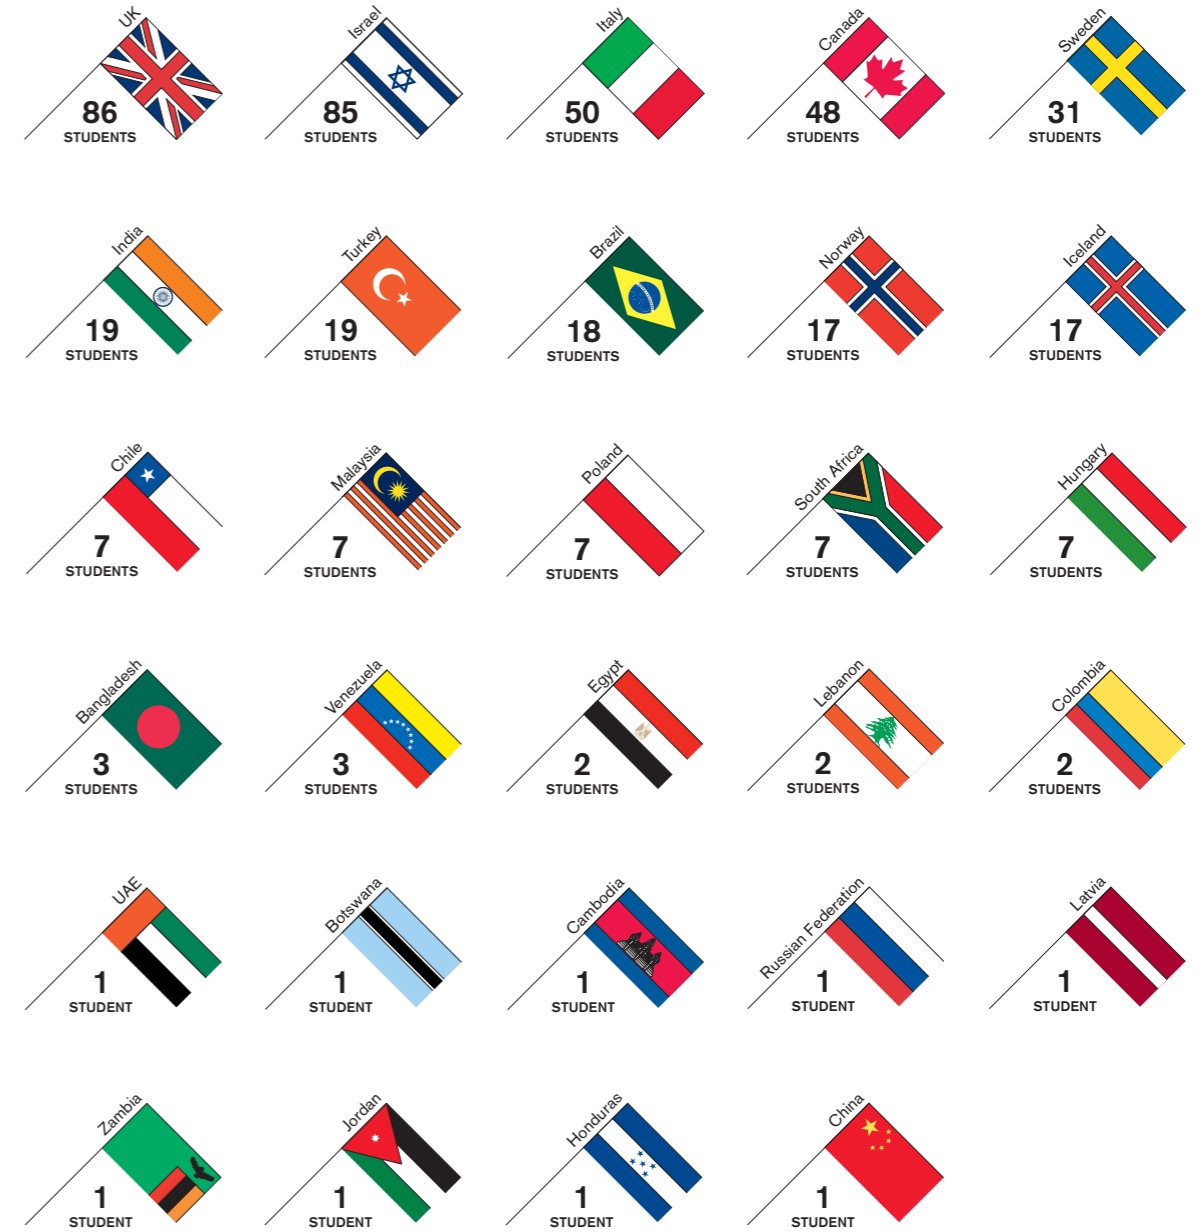 UK
86
STUDENTS
Israel
85
STUDENTS
Italy
50
STUDENTS
Canada
48
STUDENTS
Sweden
31
STUDENTS
India
19
STUDENTS
Turkey
19
STUDENTS
Brazil
18
STUDENTS
Norway
17
STUDENTS
Iceland
17
STUDENTS
Chile
7
STUDENTS
Malaysia
7
STUDENTS
Poland
7
STUDENTS
South Africa
7
STUDENTS
Hungary
7
STUDENTS
Bangladesh
3
STUDENTS
Venezuela
3
STUDENTS
Egypt
2
STUDENTS
Lebanon
2
STUDENTS
Colombia
2
STUDENTS
UAE
1
STUDENT
Botswana
1
STUDENT
Cambodia
1
STUDENT
Russian Federation
1
STUDENT
Latvia
1
STUDENT
Zambia
1
STUDENT
Jordan
1
STUDENT
Honduras
1
STUDENT
China
1
STUDENT